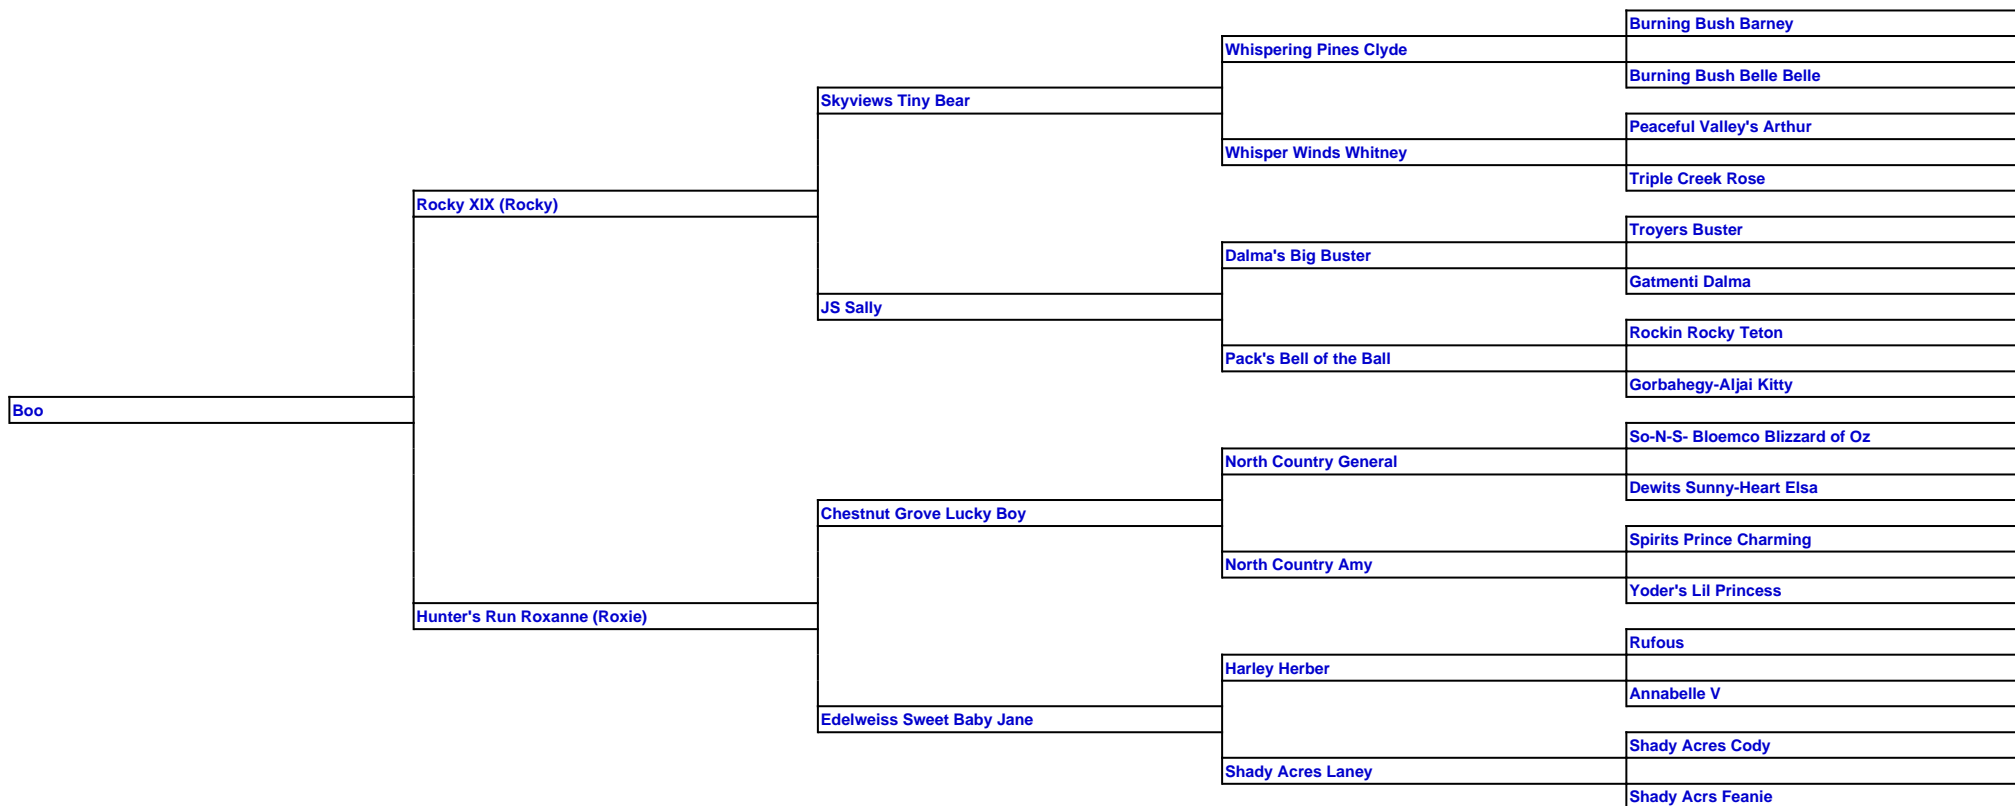 Burning Bush Barney
Whispering Pines Clyde
Burning Bush Belle Belle
Skyviews Tiny Bear
Peaceful Valley's Arthur
Whisper Winds Whitney
Triple Creek Rose
Rocky XIX (Rocky)
Troyers Buster
Dalma's Big Buster
Gatmenti Dalma
JS Sally
Rockin Rocky Teton
Pack's Bell of the Ball
Gorbahegy-Aljai Kitty
Boo
So-N-S- Bloemco Blizzard of Oz
North Country General
Dewits Sunny-Heart Elsa
Chestnut Grove Lucky Boy
Spirits Prince Charming
North Country Amy
Yoder's Lil Princess
Hunter's Run Roxanne (Roxie)
Rufous
Harley Herber
Annabelle V
Edelweiss Sweet Baby Jane
Shady Acres Cody
Shady Acres Laney
Shady Acrs Feanie